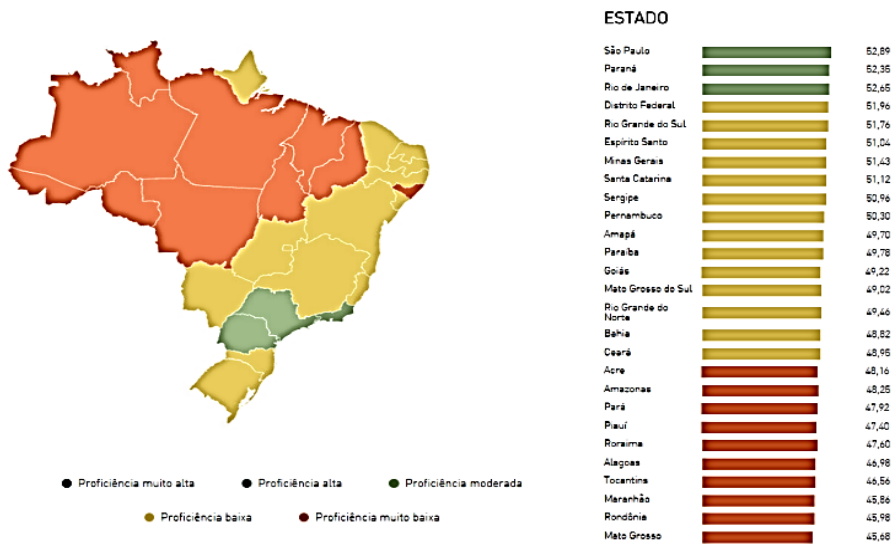 ESTADO
São Paulo 52,89
Paraná 52,35
Rio de Janeiro 52,65
Distrito Federal 51,96
Rio Grande do Sul 51,76
Espírito Santo 51,04
Minas Gerais 51,43
Santa Catarina 51,12
Sergipe 50,96
Pernambuco 50,30
Amapá 49,70
Paraíba 49,78
Goiás 49,22
Mato Grosso do Sul 49,02
Rio Grande do
Norte 49,46
Bahia 48,82
Ceará 48,95
Acre 48,16
Amazonas 48,25
Pará 47,92
Piauí 47,40
Roraima 47,60
Alagoas 46,98
Tocantins 46,56
Maranhão 45,86
Rondônia 45,98
Mato Grosso 45,68
Proficiência muito alta
Proficiência alta
Proficiência moderada
Proficiência baixa
Proficiência muito baixa